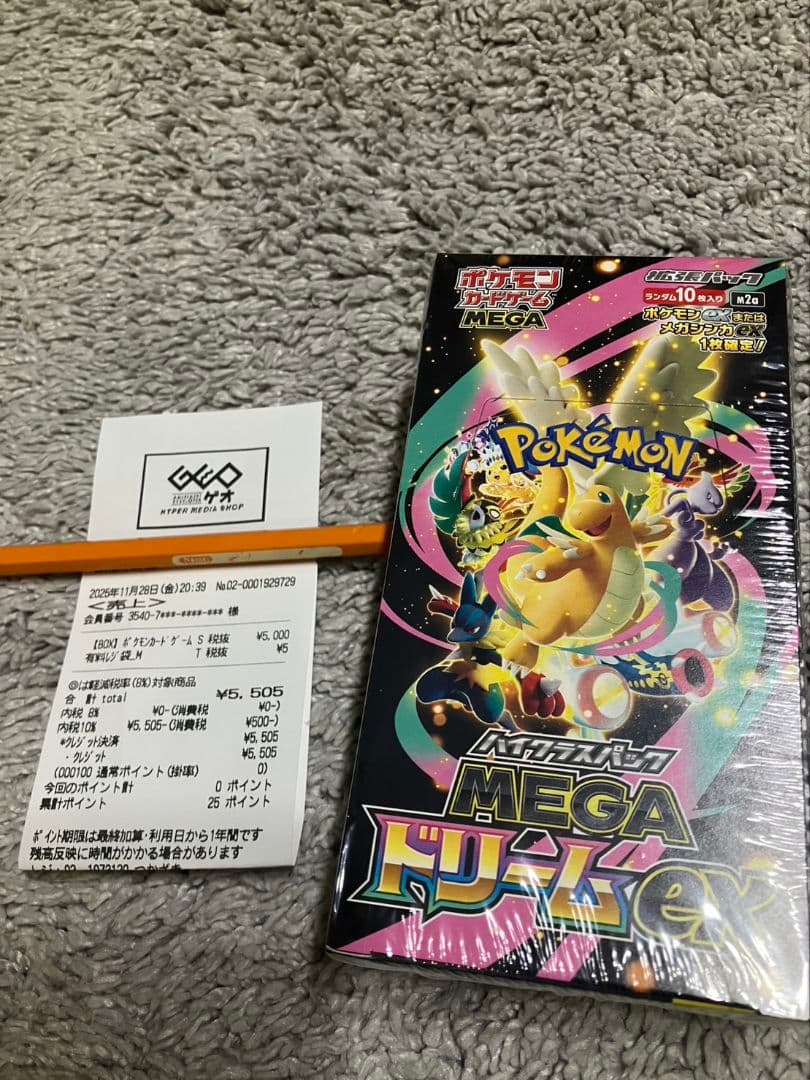 GEO
ゲオ
HYPER MEDIA SHOP
2025年11月28日(金)20:39 №02-0001929729
<売上>
会員番号 3540-7***-****-*** 様
【BOX】ポケモンカードゲーム S 税抜 ¥5,000
有料レジ袋_M T 税抜 ¥5
◎は軽減税率(8%)対象商品
合 計 total ¥5,505
内税 8% ¥0-(消費税 ¥0-)
内税10% ¥5,505-(消費税 ¥500-)
*クレジット決済 ¥5,505
・クレジット ¥5,505
(000100 通常ポイント(掛率) 0)
今回のポイント計 0 ポイント
累計ポイント 25 ポイント
ポイント期限は最終加算・利用日から1年間です
残高反映に時間がかかる場合があります
ポケモン
カードゲーム
MEGA
拡張パック
ランダム10枚入り M2a
ポケモンexまたは
メガシンカex
1枚確定!
POKéMON
ハイクラスパック
MEGA
ドリームex